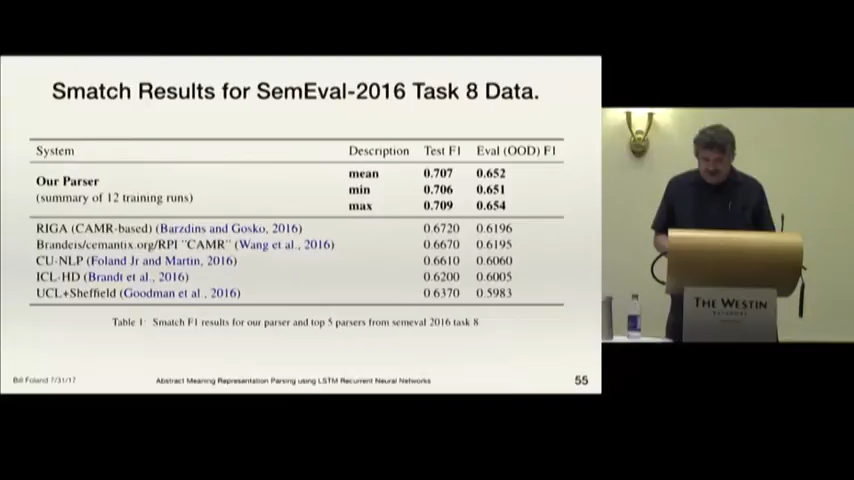 Smatch Results for SemEval-2016 Task 8 Data.
System Description Test F1 Eval (OOD) F1
Our Parser
(summary of 12 training runs)
mean 0.707 0.652
min 0.706 0.651
max 0.709 0.654
RIGA (CAMR-based) (Barzdins and Gosko, 2016) 0.6720 0.6196
Brandeis/cemantix.org/RPI "CAMR" (Wang et al., 2016) 0.6670 0.6195
CU-NLP (Foland Jr and Martin, 2016) 0.6610 0.6060
ICL-HD (Brandt et al., 2016) 0.6200 0.6005
UCL+Sheffield (Goodman et al., 2016) 0.6370 0.5983
Table 1: Smatch F1 results for our parser and top 5 parsers from semeval 2016 task 8
Bill Foland 7/31/17 Abstract Meaning Representation Parsing using LSTM Recurrent Neural Networks 55
THE WESTIN